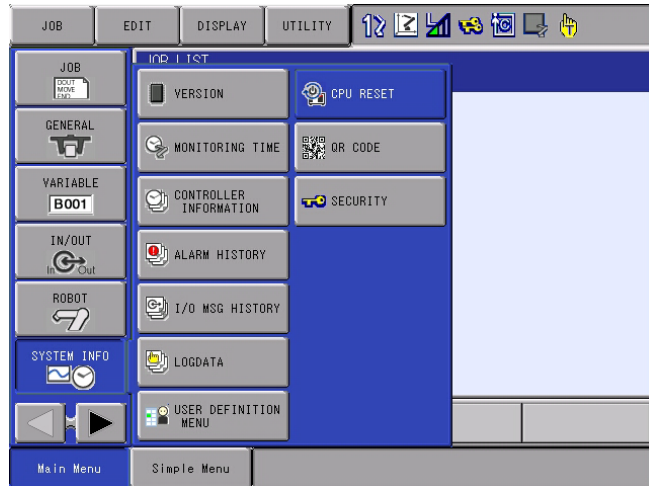 JOB
EDIT
DISPLAY
UTILITY
JOB LIST
JOB
DOUT
MOVE
END
GENERAL
VARIABLE
B001
IN/OUT
In Out
ROBOT
SYSTEM INFO
VERSION
MONITORING TIME
CONTROLLER
INFORMATION
ALARM HISTORY
I/O MSG HISTORY
LOGDATA
USER DEFINITION
MENU
CPU RESET
QR CODE
SECURITY
Main Menu
Simple Menu